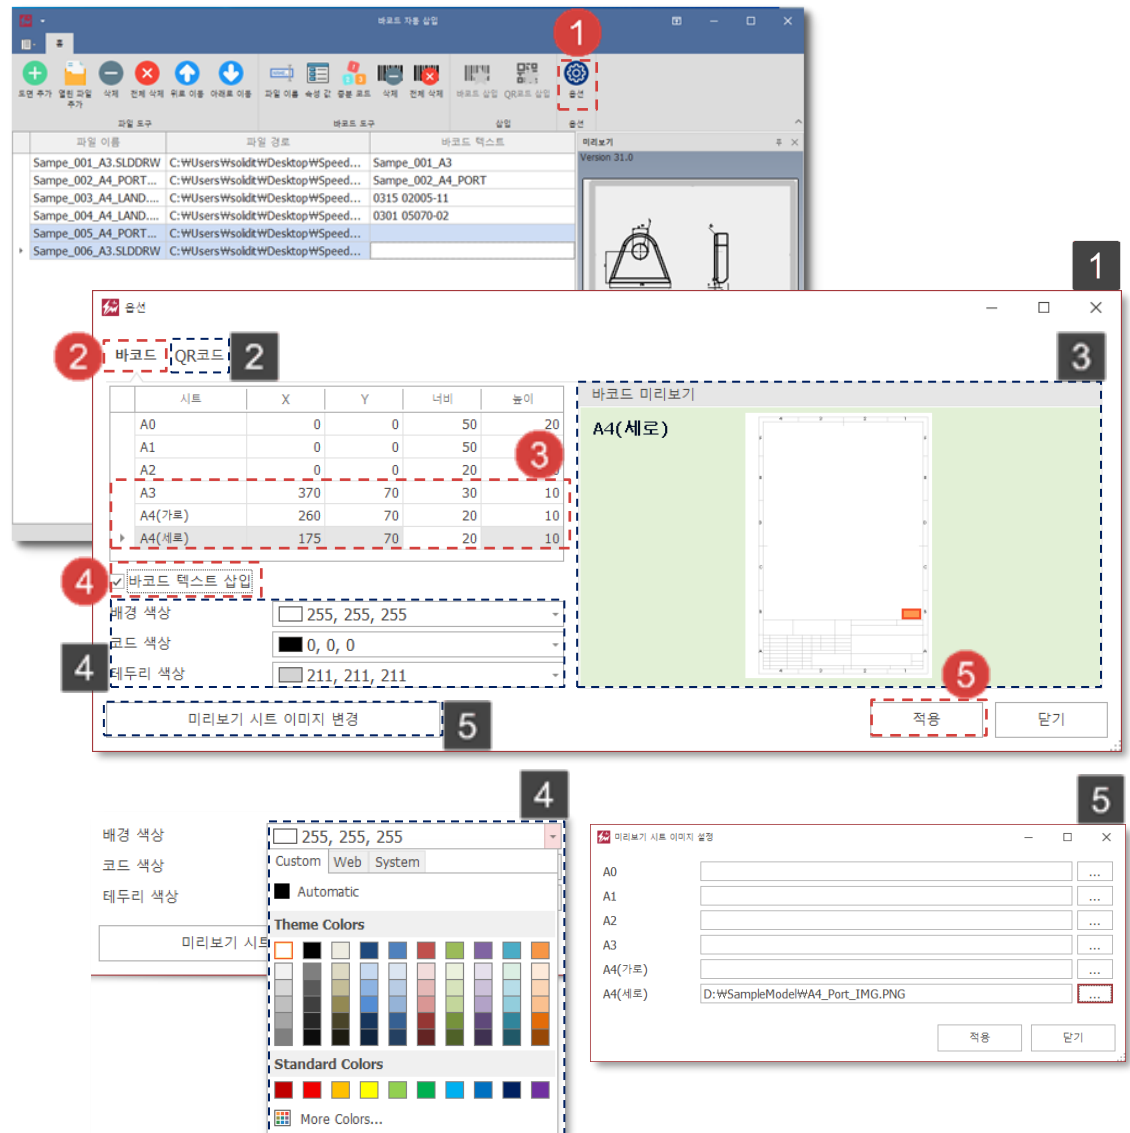 바코드 자동 삽입
1
홈
도면 추가
열린 파일 추가
삭제
전체 삭제
위로 이동
아래로 이동
파일 이름
속성 값
증분 코드
삭제
전체 삭제
바코드 삽입
QR코드 삽입
옵션
파일 도구
바코드 도구
삽입
옵션
파일 이름 파일 경로 바코드 텍스트
Sampe_001_A3.SLDDRW C:₩Users₩soldit₩Desktop₩Speed... Sampe_001_A3
Sampe_002_A4_PORT... C:₩Users₩soldit₩Desktop₩Speed... Sampe_002_A4_PORT
Sampe_003_A4_LAND.... C:₩Users₩soldit₩Desktop₩Speed... 0315 02005-11
Sampe_004_A4_LAND.... C:₩Users₩soldit₩Desktop₩Speed... 0301 05070-02
Sampe_005_A4_PORT... C:₩Users₩soldit₩Desktop₩Speed...
Sampe_006_A3.SLDDRW C:₩Users₩soldit₩Desktop₩Speed...
미리보기
Version 31.0
1
옵션
2 바코드 QR코드 2
3
시트 X Y 너비 높이
A0 0 0 50 20
A1 0 0 50
A2 0 0 20
3
A3 370 70 30 10
A4(가로) 260 70 20 10
A4(세로) 175 70 20 10
바코드 미리보기
A4(세로)
4 바코드 텍스트 삽입
배경 색상 255, 255, 255
코드 색상 0, 0, 0
4 테두리 색상 211, 211, 211
미리보기 시트 이미지 변경 5
5
적용 닫기
4
배경 색상 255, 255, 255
코드 색상
테두리 색상
미리보기 시트
Custom Web System
Automatic
Theme Colors
Standard Colors
More Colors...
5
미리보기 시트 이미지 설정
A0 ...
A1 ...
A2 ...
A3 ...
A4(가로) ...
A4(세로) D:₩SampleModel₩A4_Port_IMG.PNG ...
적용 닫기